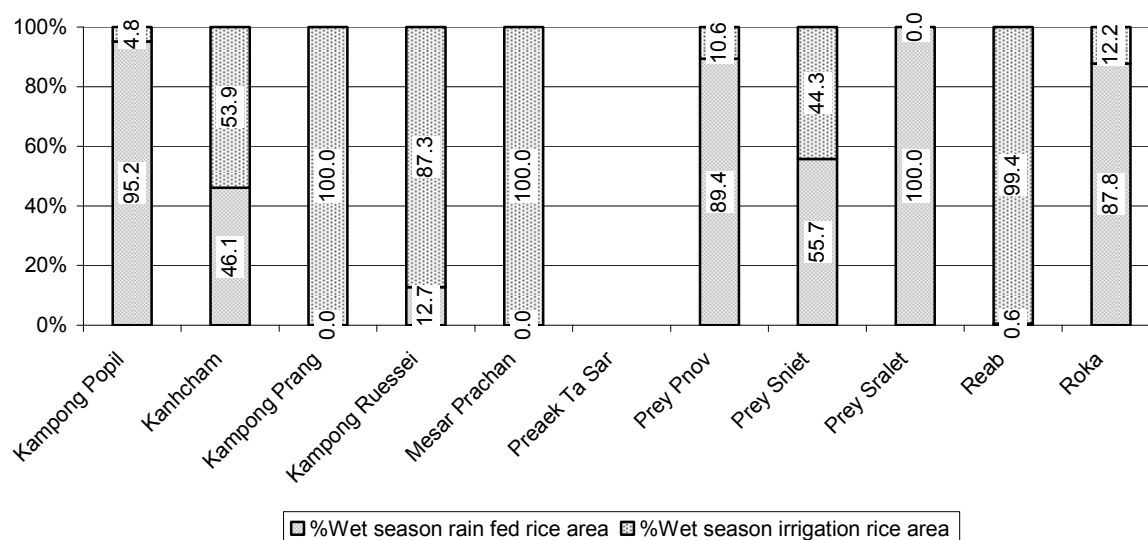 100%
80%
60%
40%
20%
0%
4.8
95.2
53.9
46.1
100.0
0.0
87.3
12.7
100.0
0.0
10.6
89.4
44.3
55.7
0.0
100.0
99.4
0.6
12.2
87.8
Kampong Popil
Kanhcham
Kampong Prang
Kampong Ruessei
Mesar Prachan
Preaek Ta Sar
Prey Pnov
Prey Sniet
Prey Sralet
Reab
Roka
%Wet season rain fed rice area %Wet season irrigation rice area